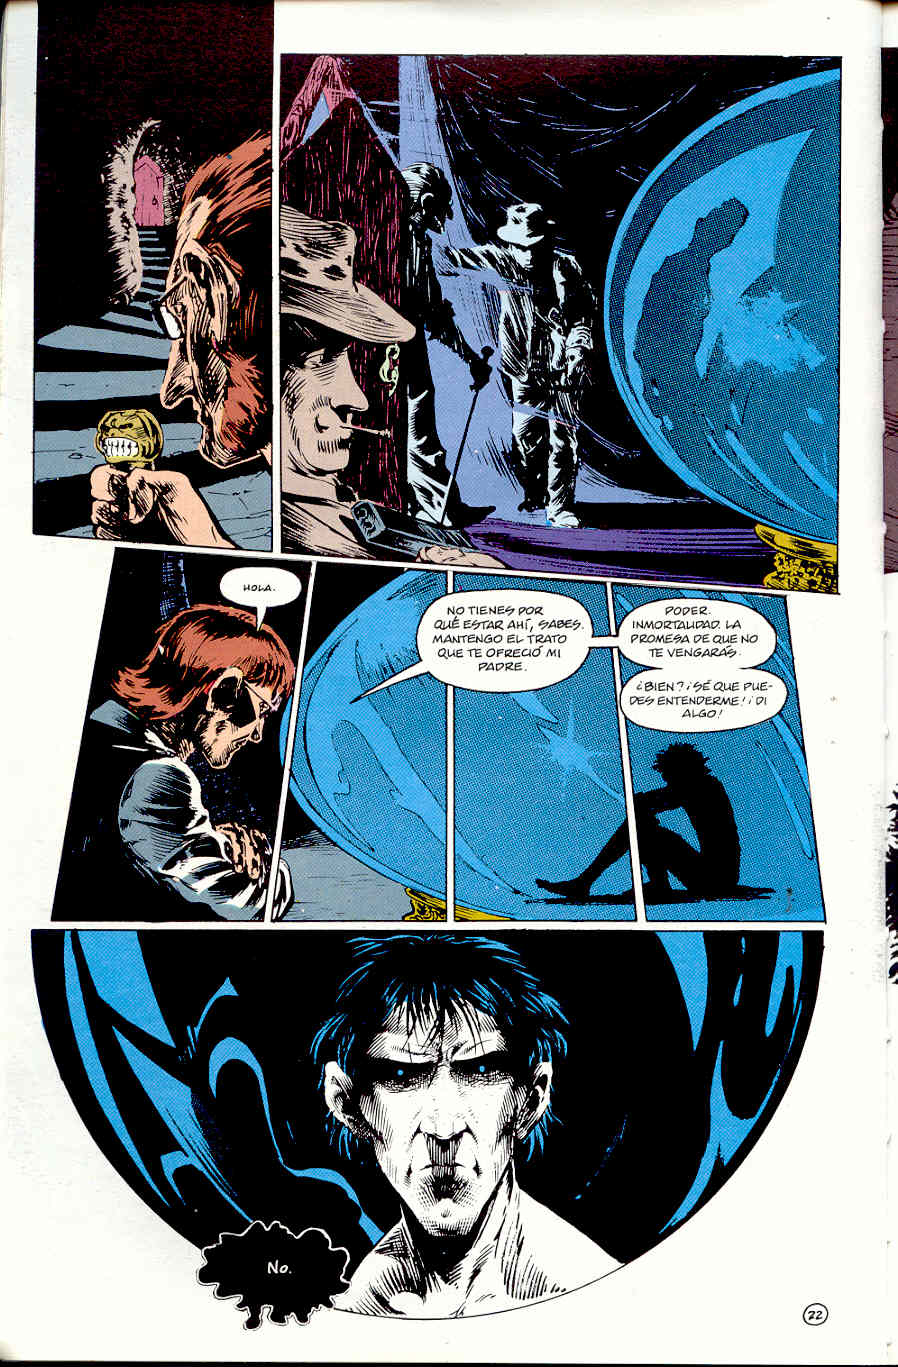 HOLA.
NO TIENES POR
QUÉ ESTAR AHÍ, SABES.
MANTENGO EL TRATO
QUE TE OFRECIÓ MI
PADRE.
PODER.
INMORTALIDAD. LA
PROMESA DE QUE NO
TE VENGARÁS.
¿BIEN? ¡SÉ QUE PUE-
DES ENTENDERME! ¡DI
ALGO!
No.
22